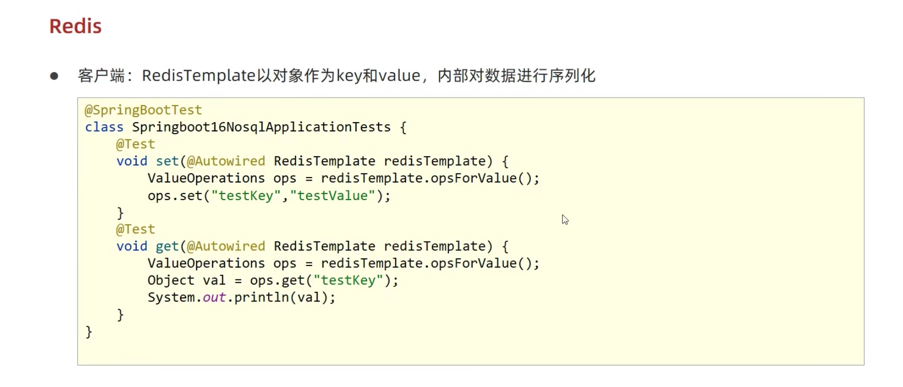 Redis
● 客户端：RedisTemplate以对象作为key和value，内部对数据进行序列化
@SpringBootTest
class Springboot16NosqlApplicationTests {
    @Test
    void set(@Autowired RedisTemplate redisTemplate) {
        ValueOperations ops = redisTemplate.opsForValue();
        ops.set("testKey","testValue");
    }
    @Test
    void get(@Autowired RedisTemplate redisTemplate) {
        ValueOperations ops = redisTemplate.opsForValue();
        Object val = ops.get("testKey");
        System.out.println(val);
    }
}